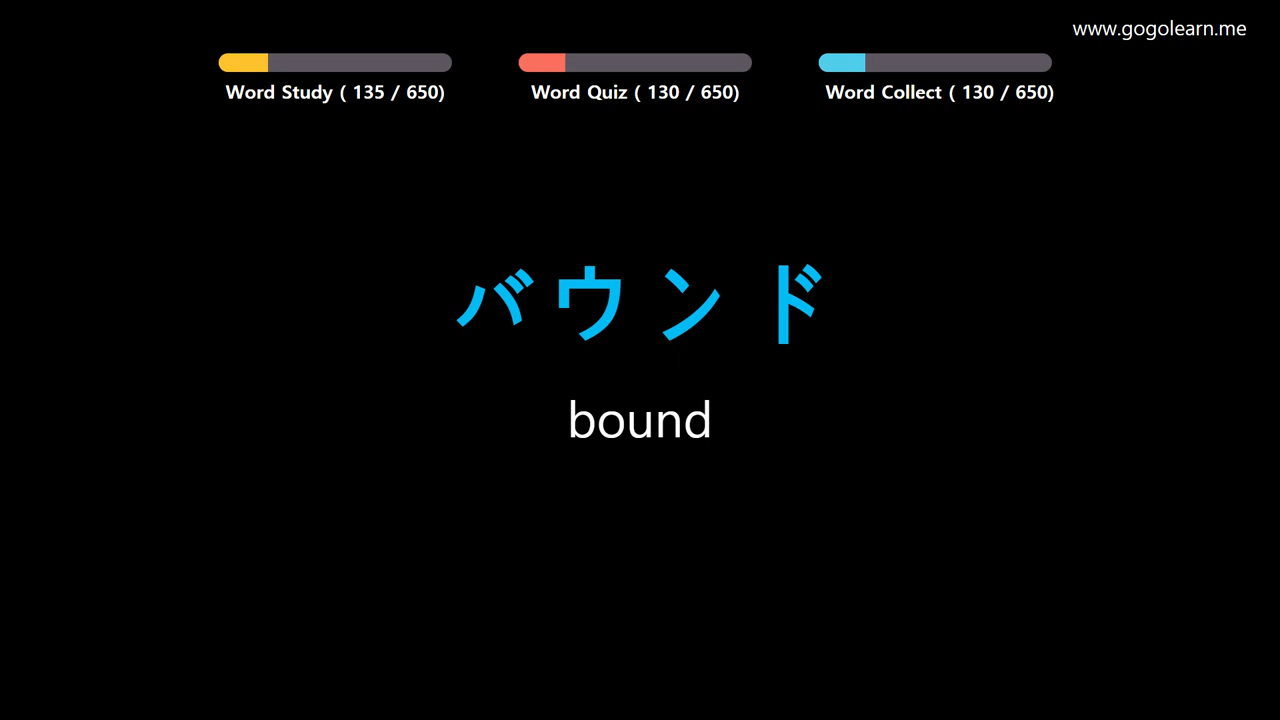 www.gogolearn.me
Word Study ( 135 / 650)
Word Quiz ( 130 / 650)
Word Collect ( 130 / 650)
バウンド
bound